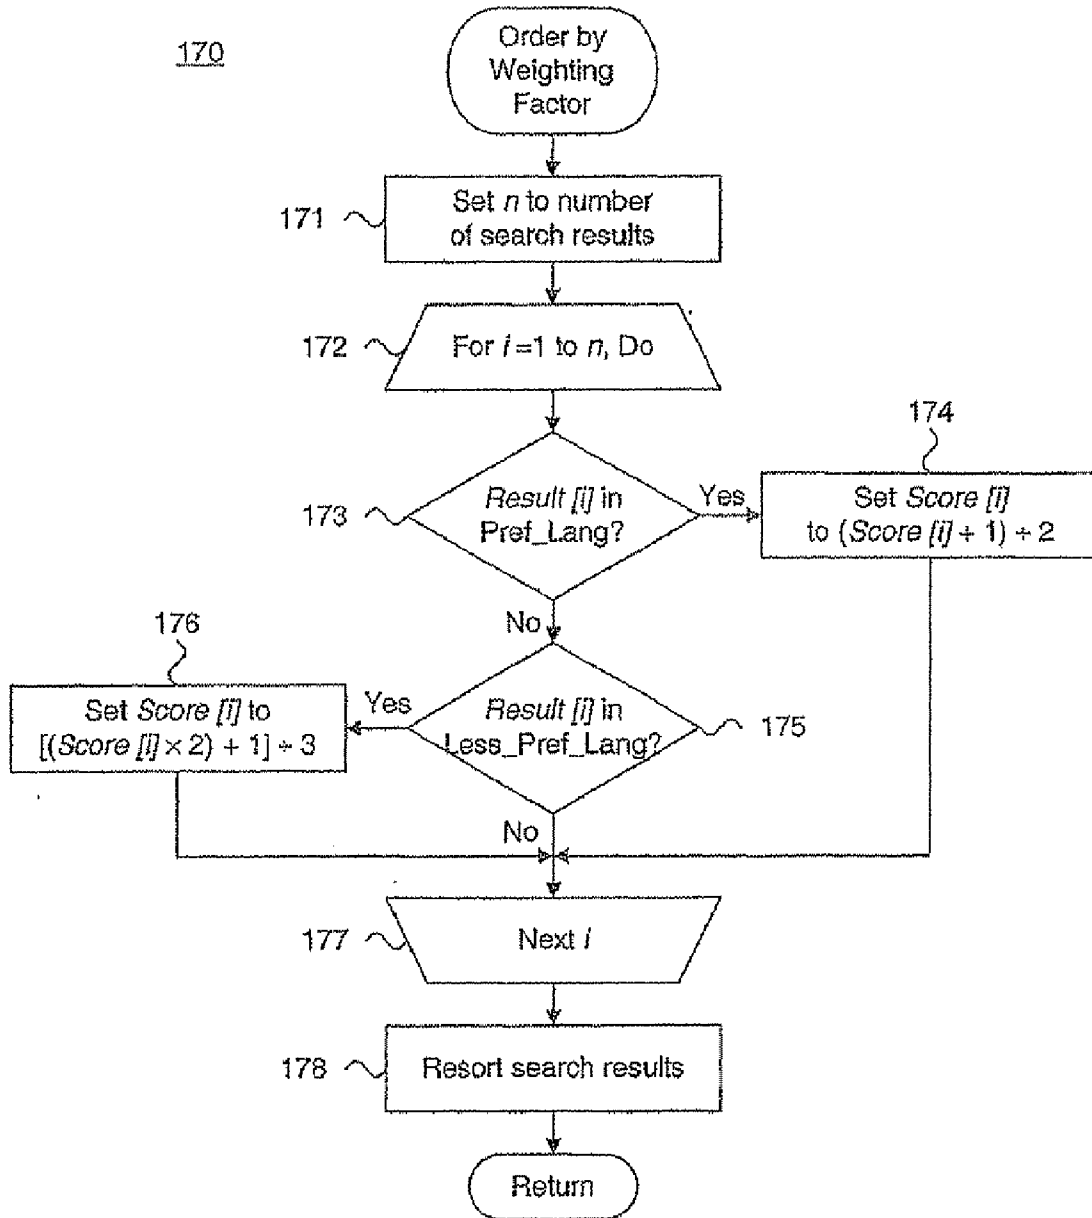 170
Order by
Weighting
Factor
171
Set n to number
of search results
172
For i=1 to n, Do
173
Result [i] in
Pref_Lang?
Yes
174
Set Score [i]
to (Score [i] + 1) ÷ 2
No
176
Set Score [i] to
[(Score [i] × 2) + 1] ÷ 3
Yes
Result [i] in
Less_Pref_Lang?
175
No
177
Next i
178
Resort search results
Return